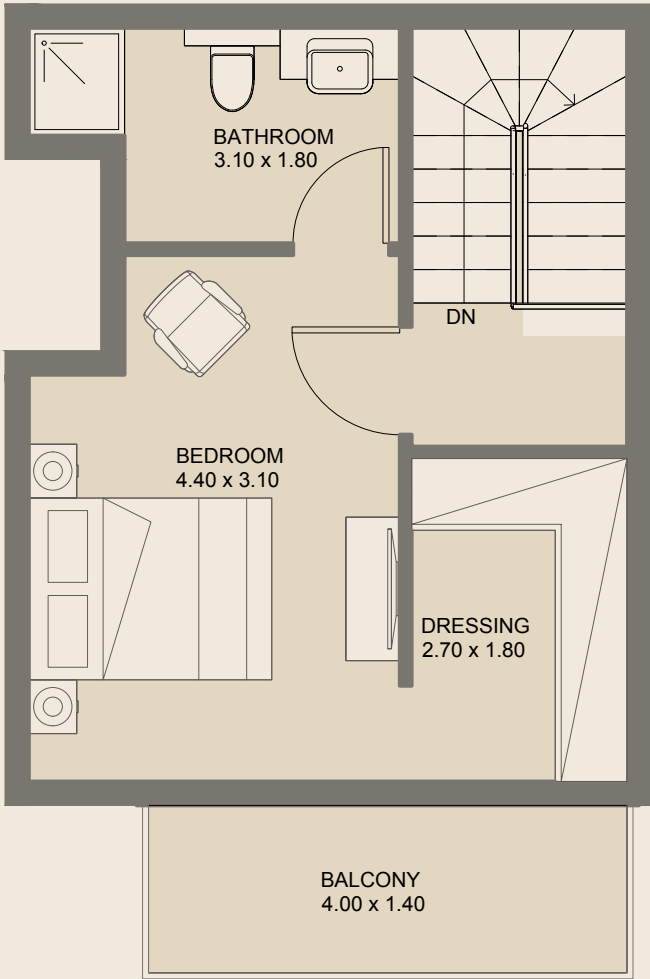 BATHROOM
3.10 x 1.80
DN
BEDROOM
4.40 x 3.10
DRESSING
2.70 x 1.80
BALCONY
4.00 x 1.40